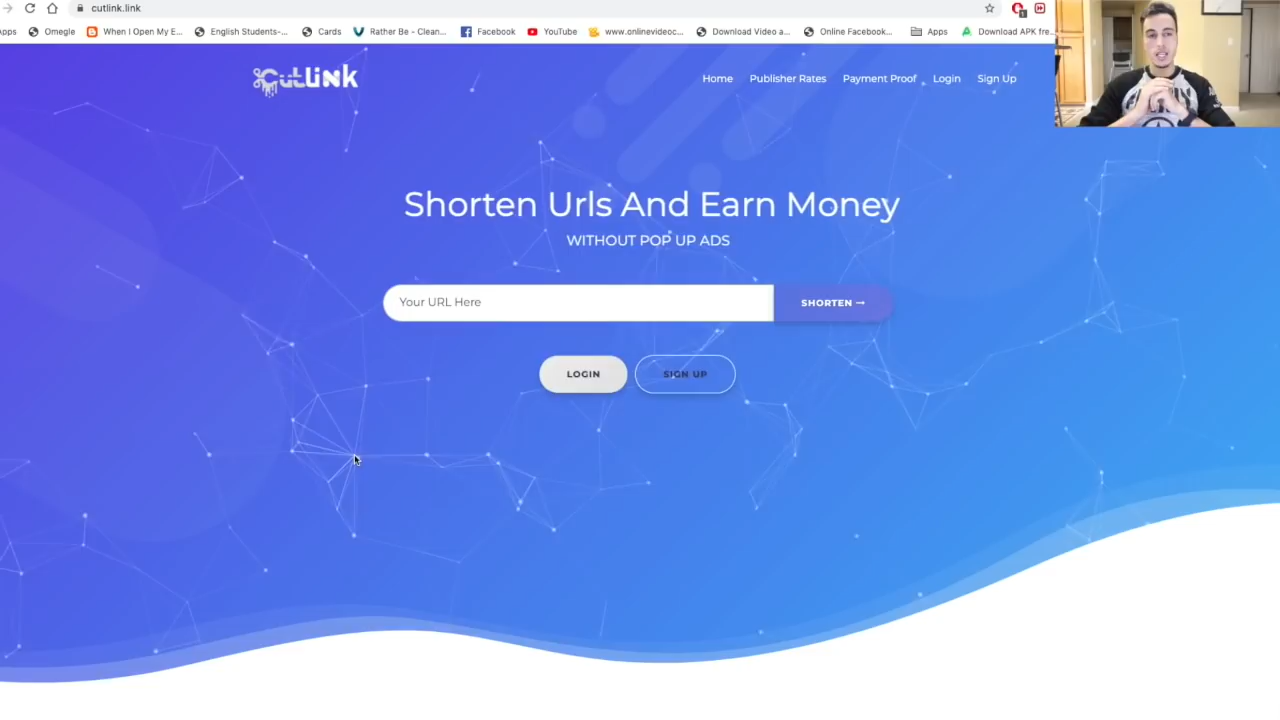 cutlink.link
pps Omegle When I Open My E... English Students-... Cards Rather Be - Clean... Facebook YouTube www.onlinevideoc... Download Video a... Online Facebook... Apps Download APK fre...
1
CutLink
Home Publisher Rates Payment Proof Login Sign Up
Shorten Urls And Earn Money
WITHOUT POP UP ADS
Your URL Here
SHORTEN →
LOGIN
SIGN UP